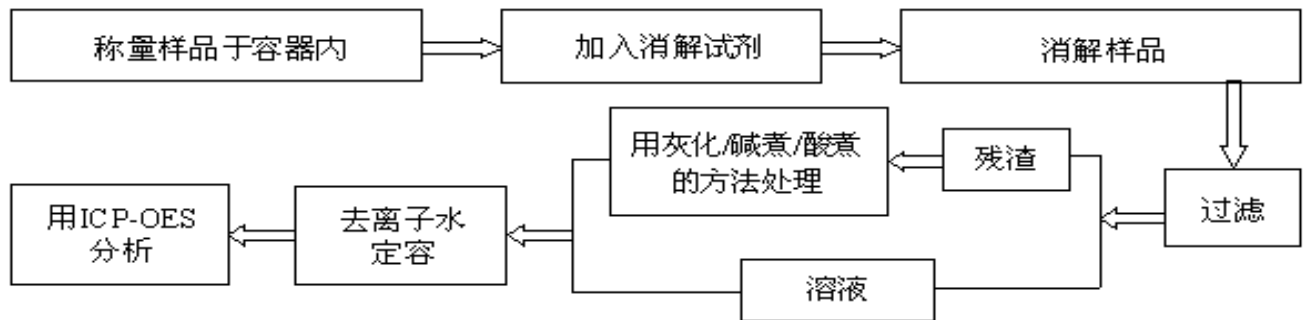 称量样品于容器内
加入消解试剂
消解样品
过滤
残渣
用灰化/碱煮/酸煮
的方法处理
溶液
去离子水
定容
用ICP-OES
分析